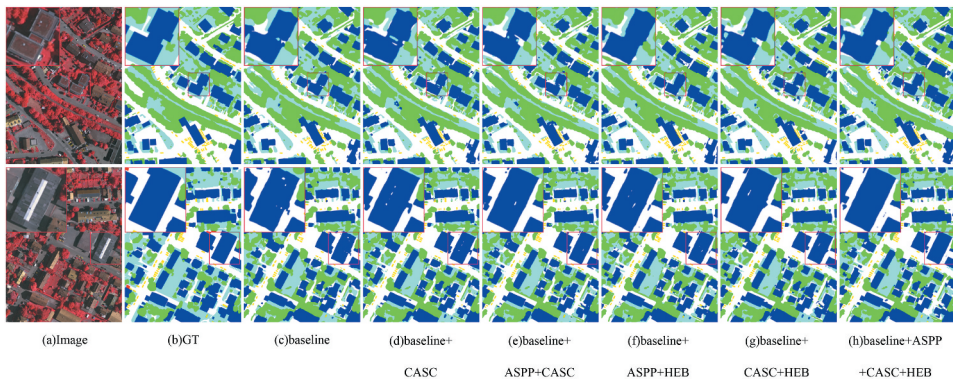 (a)Image (b)GT (c)baseline (d)baseline+ (e)baseline+ (f)baseline+ (g)baseline+ (h)baseline+ASPP
CASC ASPP+CASC ASPP+HEB CASC+HEB +CASC+HEB